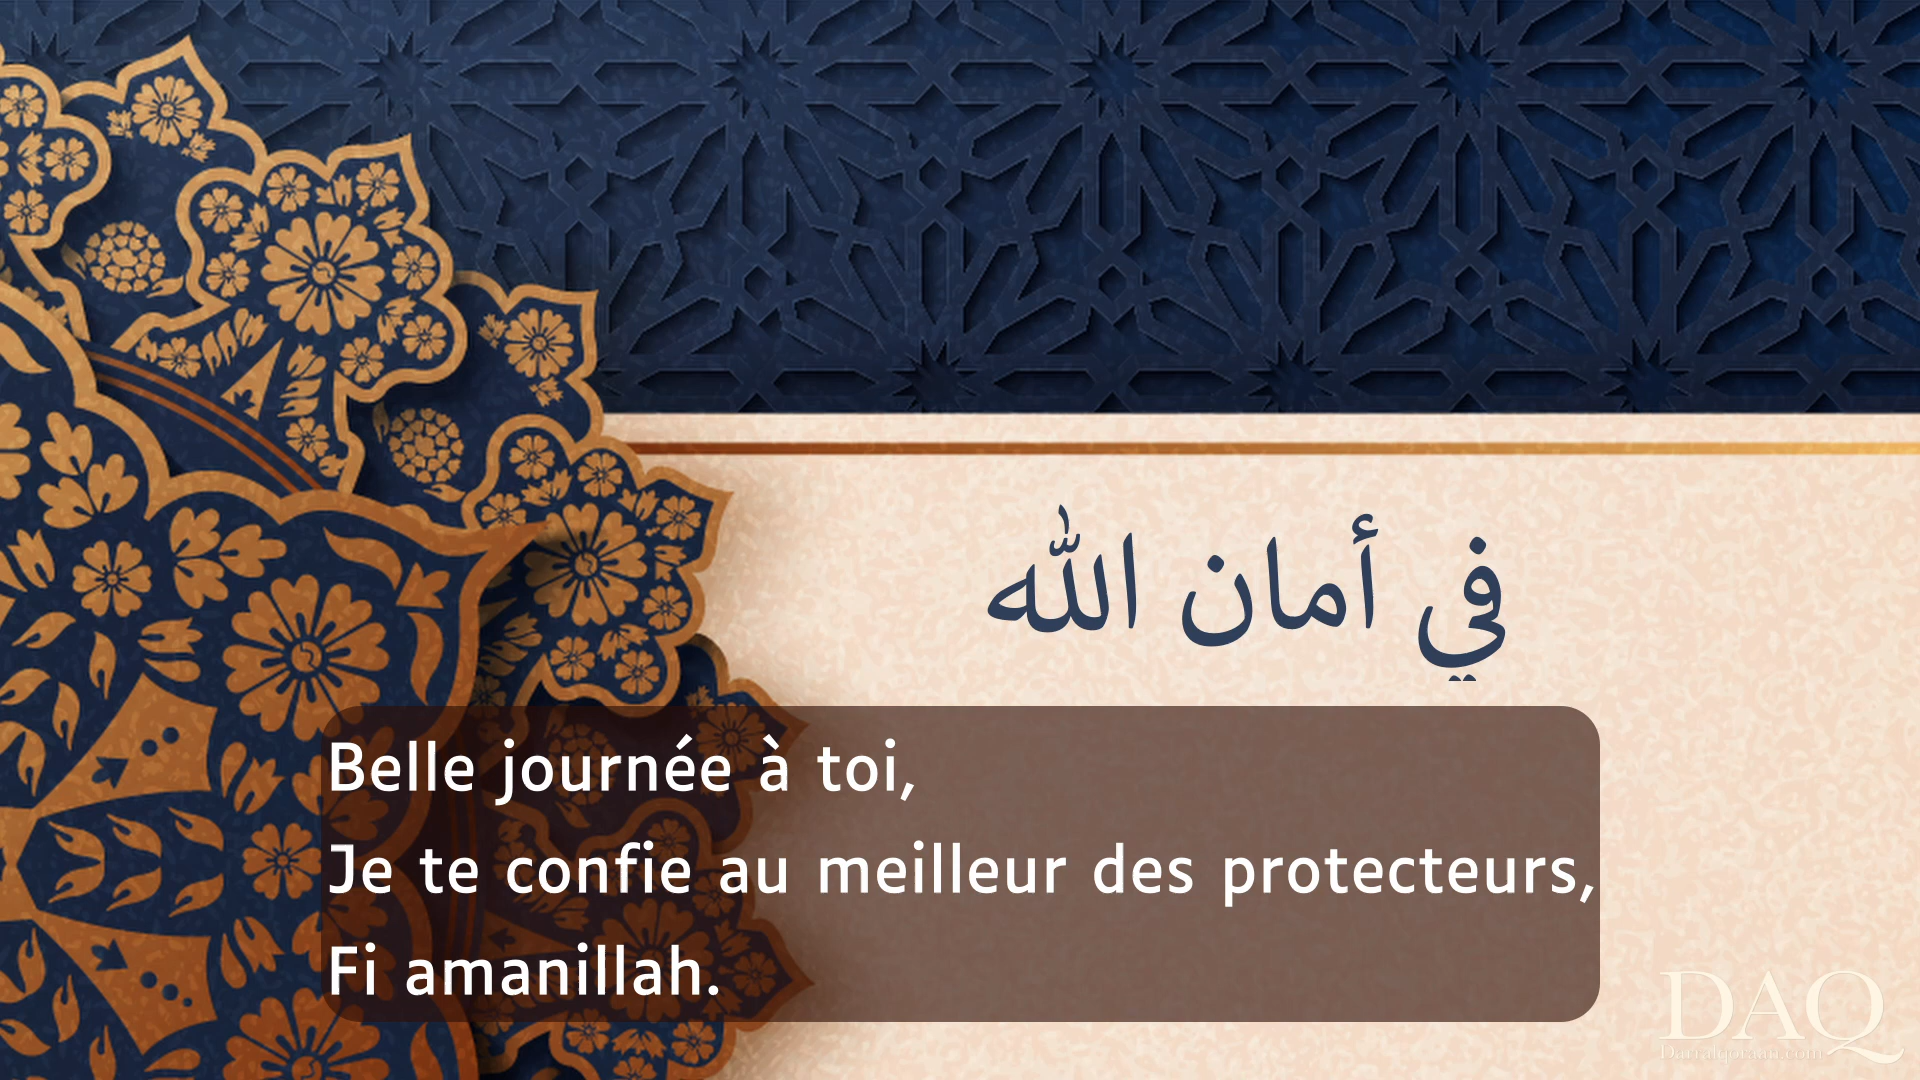 في أمان الله
Belle journée à toi,
Je te confie au meilleur des protecteurs,
Fi amanillah.
DAQ